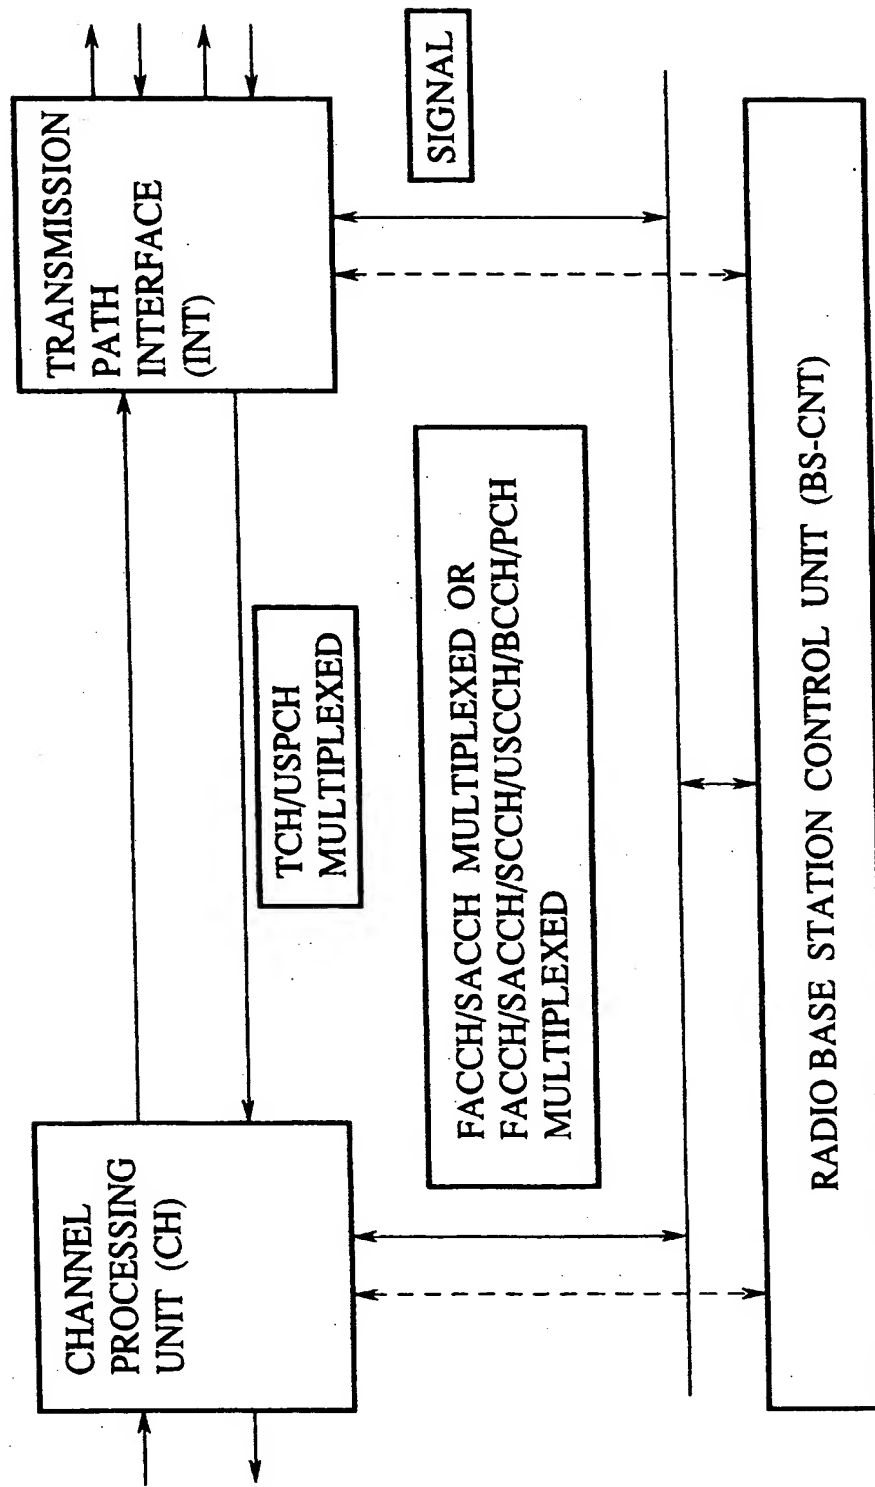 CHANNEL
PROCESSING
UNIT (CH)
TRANSMISSION
PATH
INTERFACE
(INT)
TCH/USPCH
MULTIPLEXED
SIGNAL
FACCH/SACCH MULTIPLEXED OR
FACCH/SACCH/SCCH/USCCH/BCCH/PCH
MULTIPLEXED
RADIO BASE STATION CONTROL UNIT (BS-CNT)